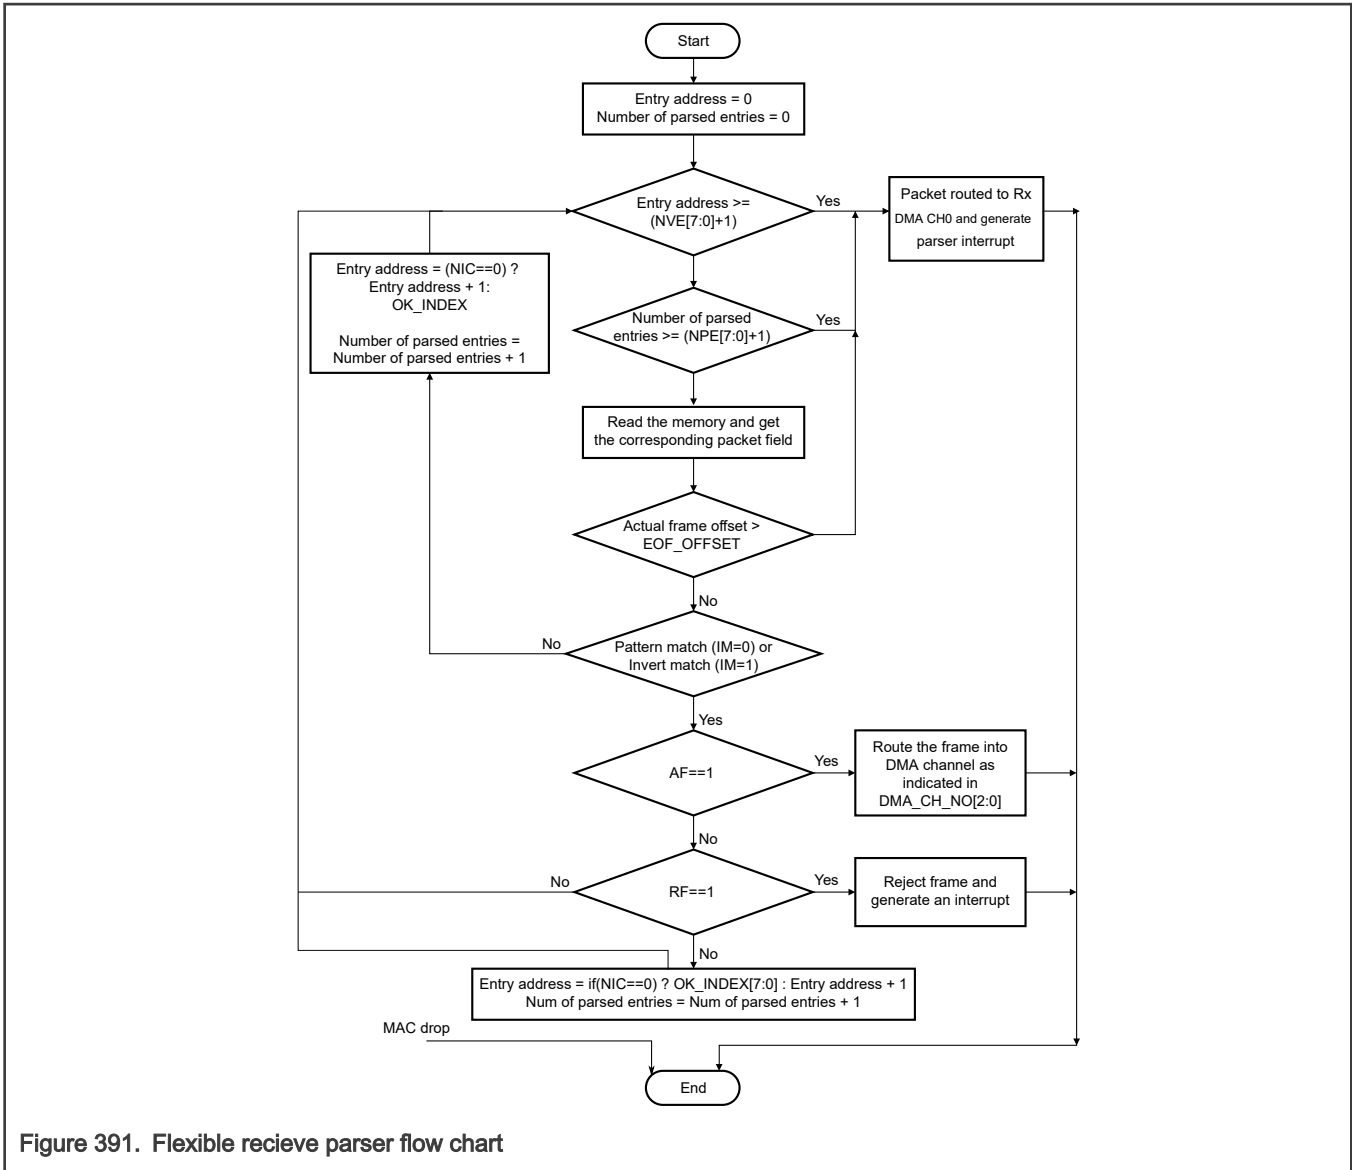 Start
Entry address = 0
Number of parsed entries = 0
Entry address >=
(NVE[7:0]+1)
Yes
Packet routed to Rx
DMA CH0 and generate
parser interrupt
Entry address = (NIC==0) ?
Entry address + 1:
OK_INDEX
Number of parsed entries =
Number of parsed entries + 1
Number of parsed
entries >= (NPE[7:0]+1)
Yes
Read the memory and get
the corresponding packet field
Actual frame offset >
EOF_OFFSET
No
Pattern match (IM=0) or
Invert match (IM=1)
No
Yes
AF==1
Yes
Route the frame into
DMA channel as
indicated in
DMA_CH_NO[2:0]
No
RF==1
No
Yes
Reject frame and
generate an interrupt
No
Entry address = if(NIC==0) ? OK_INDEX[7:0] : Entry address + 1
Num of parsed entries = Num of parsed entries + 1
MAC drop
End
Figure 391. Flexible recieve parser flow chart